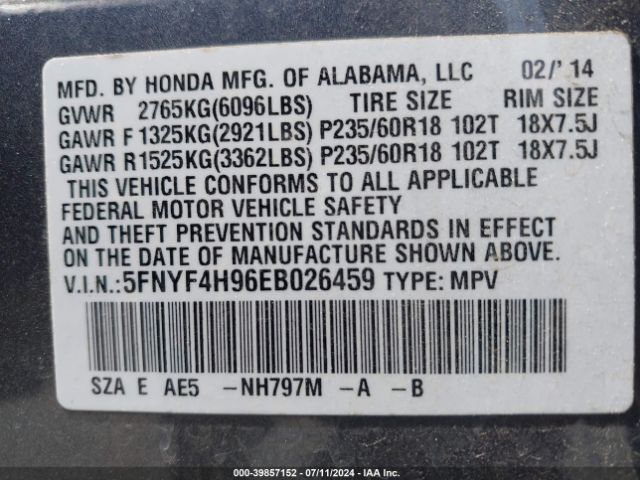 MFD. BY HONDA MFG. OF ALABAMA, LLC 02/' 14
GVWR 2765KG(6096LBS) TIRE SIZE RIM SIZE
GAWR F 1325KG(2921LBS) P235/60R18 102T 18X7.5J
GAWR R1525KG(3362LBS) P235/60R18 102T 18X7.5J
THIS VEHICLE CONFORMS TO ALL APPLICABLE
FEDERAL MOTOR VEHICLE SAFETY
AND THEFT PREVENTION STANDARDS IN EFFECT
ON THE DATE OF MANUFACTURE SHOWN ABOVE.
V.I.N.:5FNYF4H96EB026459 TYPE: MPV
SZA E AE5 -NH797M -A -B
000-39857152 - 07/11/2024 - IAA Inc.